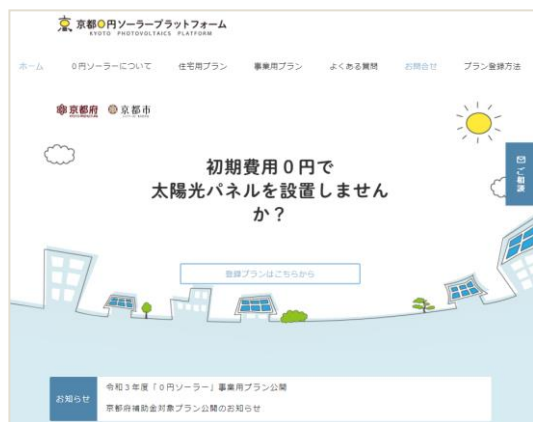 京都0円ソーラープラットフォーム
KYOTO PHOTOVOLTAICS PLATFORM
ホーム 0円ソーラーについて 住宅用プラン 事業用プラン よくある質問 お問合せ プラン登録方法
京都府 京都市
ご相談
初期費用0円で
太陽光パネルを設置しません
か？
登録プランはこちらから
お知らせ
令和3年度「0円ソーラー」事業用プラン公開
京都府補助金対象プラン公開のお知らせ